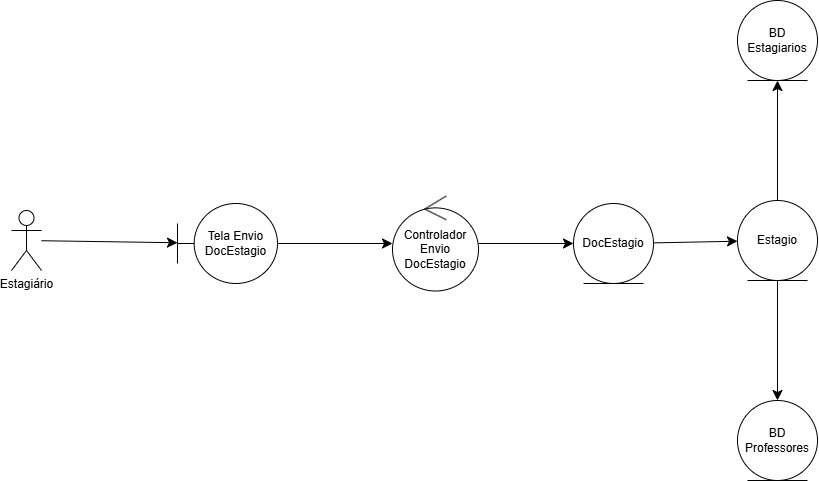 BD
Estagiarios
Estagiário
Tela Envio
DocEstagio
Controlador
Envio
DocEstagio
DocEstagio
Estagio
BD
Professores